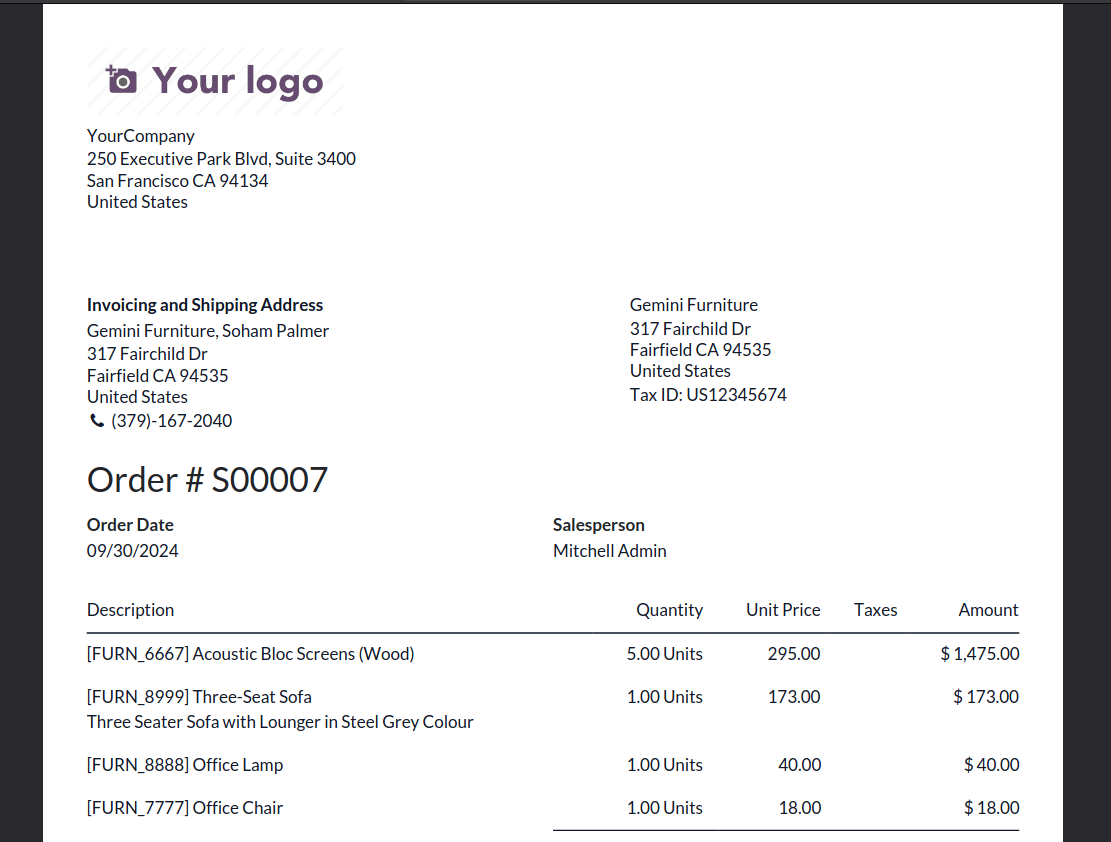 Your logo
YourCompany
250 Executive Park Blvd, Suite 3400
San Francisco CA 94134
United States
Invoicing and Shipping Address
Gemini Furniture, Soham Palmer
317 Fairchild Dr
Fairfield CA 94535
United States
(379)-167-2040
Gemini Furniture
317 Fairchild Dr
Fairfield CA 94535
United States
Tax ID: US12345674
Order # S00007
Order Date
09/30/2024
Salesperson
Mitchell Admin
Description Quantity Unit Price Taxes Amount
[FURN_6667] Acoustic Bloc Screens (Wood) 5.00 Units 295.00 $ 1,475.00
[FURN_8999] Three-Seat Sofa 1.00 Units 173.00 $ 173.00
Three Seater Sofa with Lounger in Steel Grey Colour
[FURN_8888] Office Lamp 1.00 Units 40.00 $ 40.00
[FURN_7777] Office Chair 1.00 Units 18.00 $ 18.00